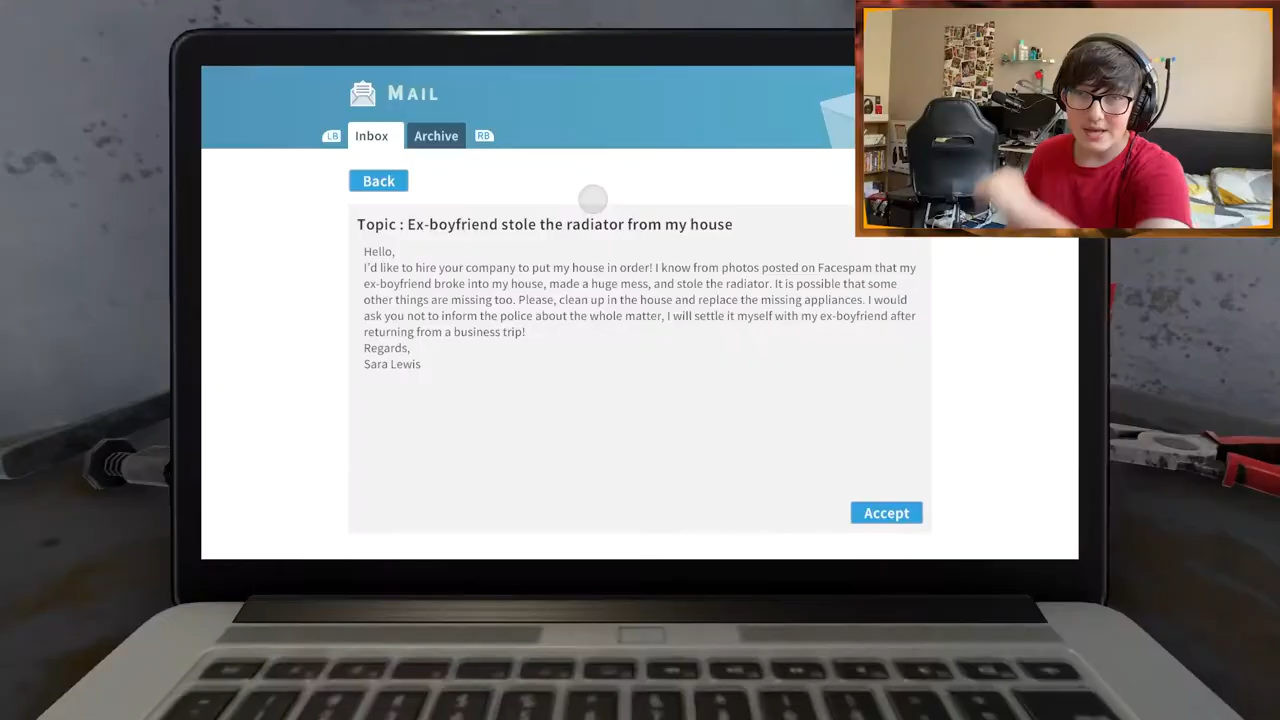 MAIL
LB Inbox Archive RB
Back
Topic : Ex-boyfriend stole the radiator from my house
Hello,
I'd like to hire your company to put my house in order! I know from photos posted on Facespam that my
ex-boyfriend broke into my house, made a huge mess, and stole the radiator. It is possible that some
other things are missing too. Please, clean up in the house and replace the missing appliances. I would
ask you not to inform the police about the whole matter, I will settle it myself with my ex-boyfriend after
returning from a business trip!
Regards,
Sara Lewis
Accept